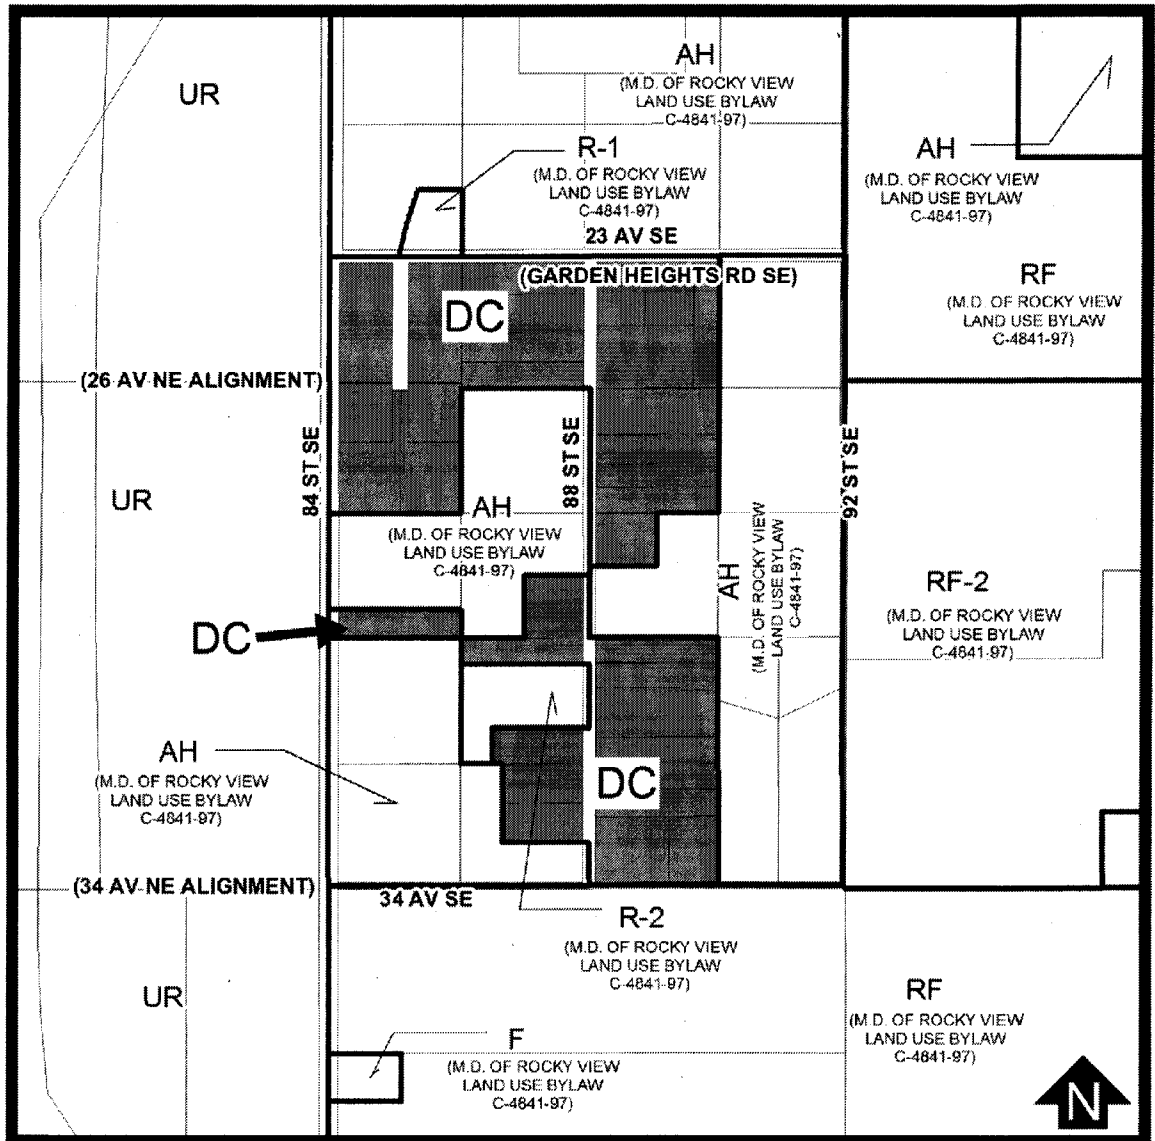 UR
AH
(M.D. OF ROCKY VIEW
LAND USE BYLAW
C-4841-97)
R-1
(M.D. OF ROCKY VIEW
LAND USE BYLAW
C-4841-97)
AH
(M.D. OF ROCKY VIEW
LAND USE BYLAW
C-4841-97)
23 AV SE
(GARDEN HEIGHTS RD SE)
DC
RF
(M.D. OF ROCKY VIEW
LAND USE BYLAW
C-4841-97)
(26 AV NE ALIGNMENT)
84 ST SE
88 ST SE
92 ST SE
UR
AH
(M.D. OF ROCKY VIEW
LAND USE BYLAW
C-4841-97)
AH
(M.D. OF ROCKY VIEW
LAND USE BYLAW
C-4841-97)
RF-2
(M.D. OF ROCKY VIEW
LAND USE BYLAW
C-4841-97)
DC
AH
(M.D. OF ROCKY VIEW
LAND USE BYLAW
C-4841-97)
DC
(34 AV NE ALIGNMENT)
34 AV SE
R-2
(M.D. OF ROCKY VIEW
LAND USE BYLAW
C-4841-97)
UR
RF
(M.D. OF ROCKY VIEW
LAND USE BYLAW
C-4841-97)
F
(M.D. OF ROCKY VIEW
LAND USE BYLAW
C-4841-97)
N